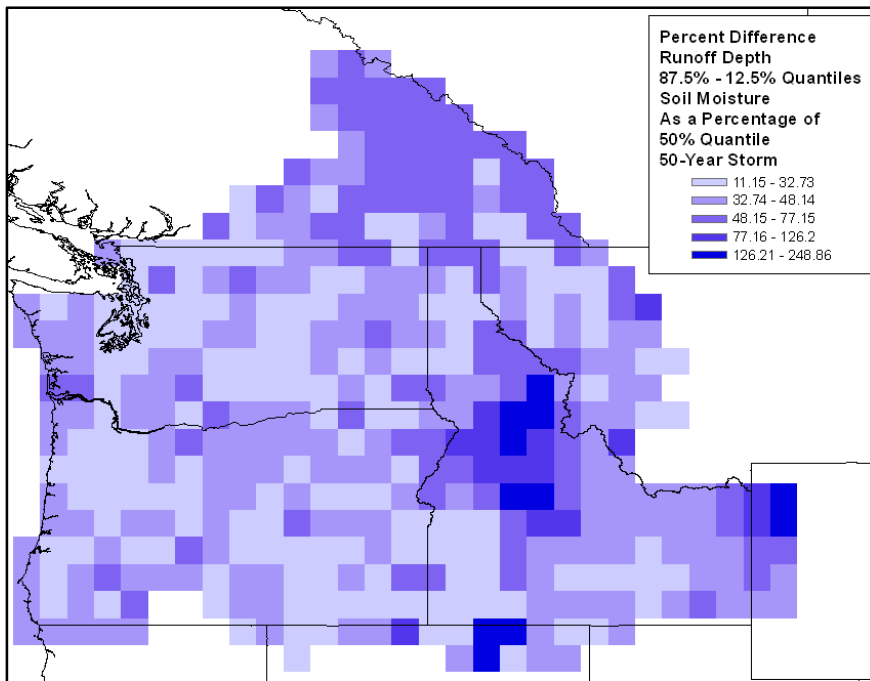 Percent Difference
Runoff Depth
87.5% - 12.5% Quantiles
Soil Moisture
As a Percentage of
50% Quantile
50-Year Storm
11.15 - 32.73
32.74 - 48.14
48.15 - 77.15
77.16 - 126.2
126.21 - 248.86